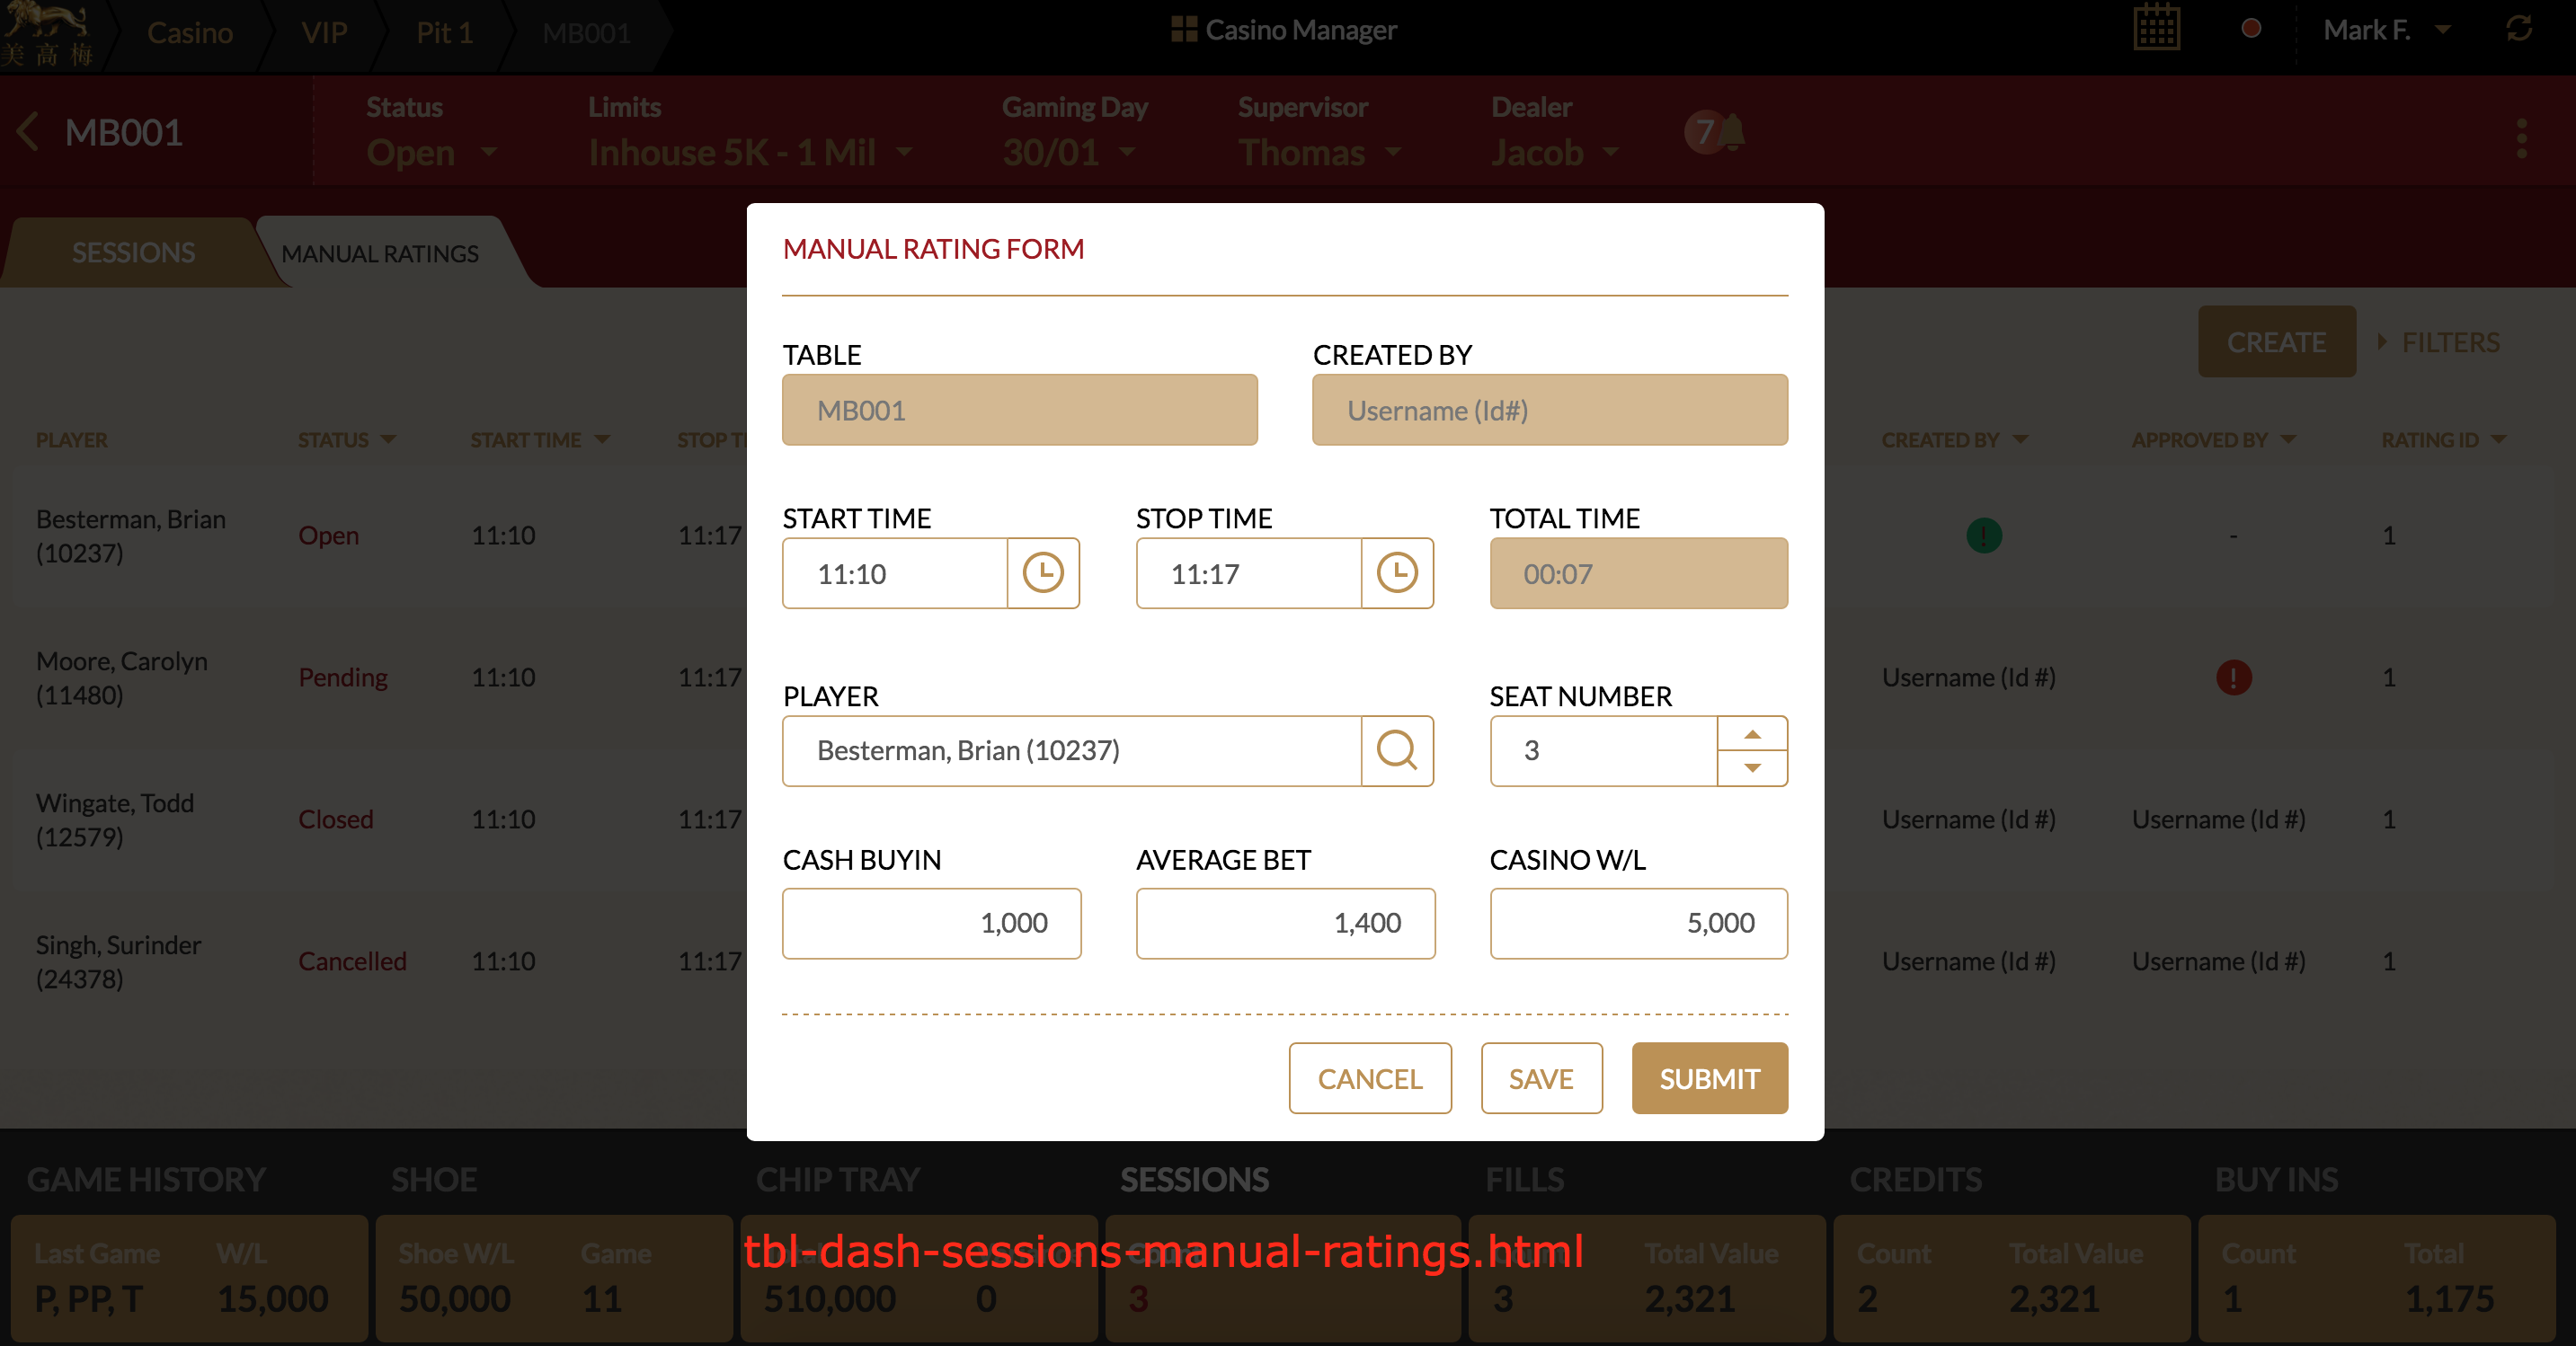 美高梅
Casino
VIP
Pit 1
MB001
Casino Manager
Mark F.
MB001
Status
Open
Limits
Inhouse 5K - 1 Mil
Gaming Day
30/01
Supervisor
Thomas
Dealer
Jacob
7
SESSIONS
MANUAL RATINGS
CREATE
FILTERS
PLAYER
STATUS
START TIME
STOP TI
CREATED BY
APPROVED BY
RATING ID
Besterman, Brian
(10237)
Open
11:10
11:17
!
-
1
Moore, Carolyn
(11480)
Pending
11:10
11:17
Username (Id #)
!
1
Wingate, Todd
(12579)
Closed
11:10
11:17
Username (Id #)
Username (Id #)
1
Singh, Surinder
(24378)
Cancelled
11:10
11:17
Username (Id #)
Username (Id #)
1
MANUAL RATING FORM
TABLE
MB001
CREATED BY
Username (Id#)
START TIME
11:10
STOP TIME
11:17
TOTAL TIME
00:07
PLAYER
Besterman, Brian (10237)
SEAT NUMBER
3
CASH BUYIN
1,000
AVERAGE BET
1,400
CASINO W/L
5,000
CANCEL
SAVE
SUBMIT
GAME HISTORY
Last Game
P, PP, T
W/L
15,000
SHOE
Shoe W/L
50,000
Game
11
CHIP TRAY
510,000
0
SESSIONS
Count
3
tbl-dash-sessions-manual-ratings.html
FILLS
Count
3
Total Value
2,321
CREDITS
Count
2
Total Value
2,321
BUY INS
Count
1
Total
1,175